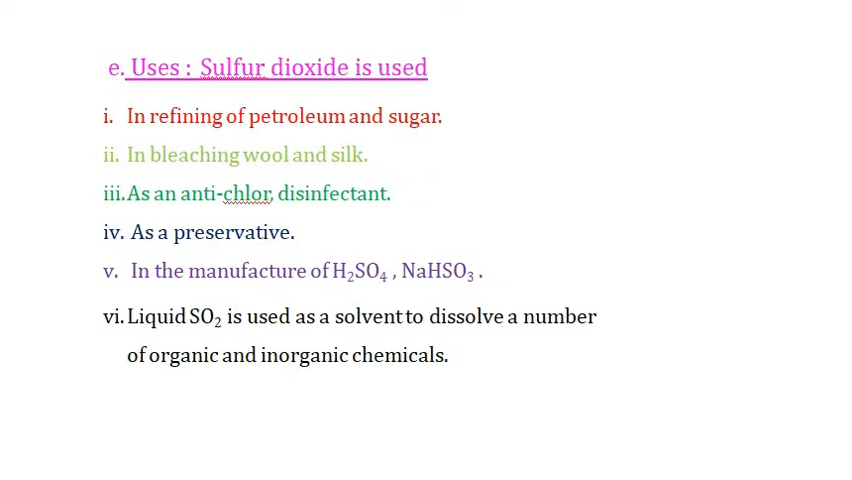 e. Uses : Sulfur dioxide is used
i. In refining of petroleum and sugar.
ii. In bleaching wool and silk.
iii. As an anti-chlor, disinfectant.
iv. As a preservative.
v. In the manufacture of H₂SO₄ , NaHSO₃ .
vi. Liquid SO₂ is used as a solvent to dissolve a number
of organic and inorganic chemicals.